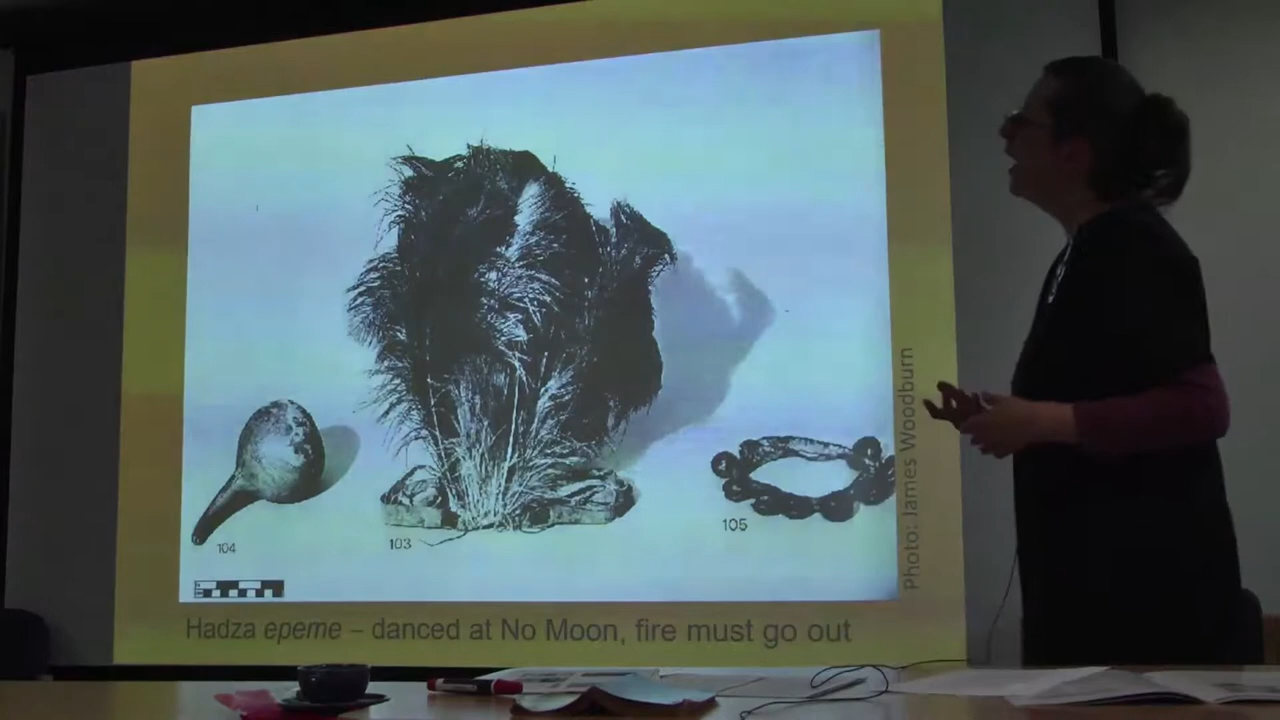 104
103
105
Photo: James Woodburn
Hadza epeme – danced at No Moon, fire must go out